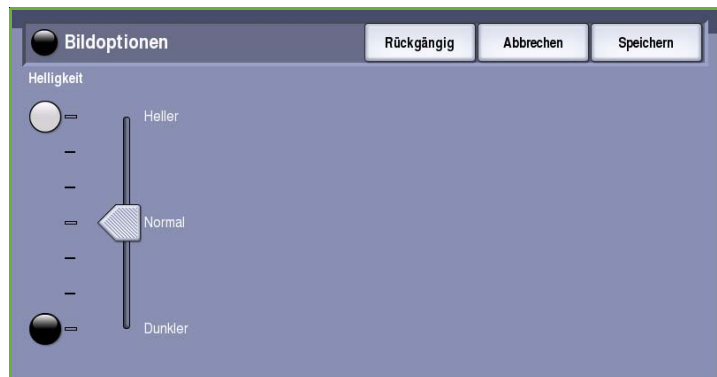 Bildoptionen
Rückgängig
Abbrechen
Speichern
Helligkeit
Heller
Normal
Dunkler